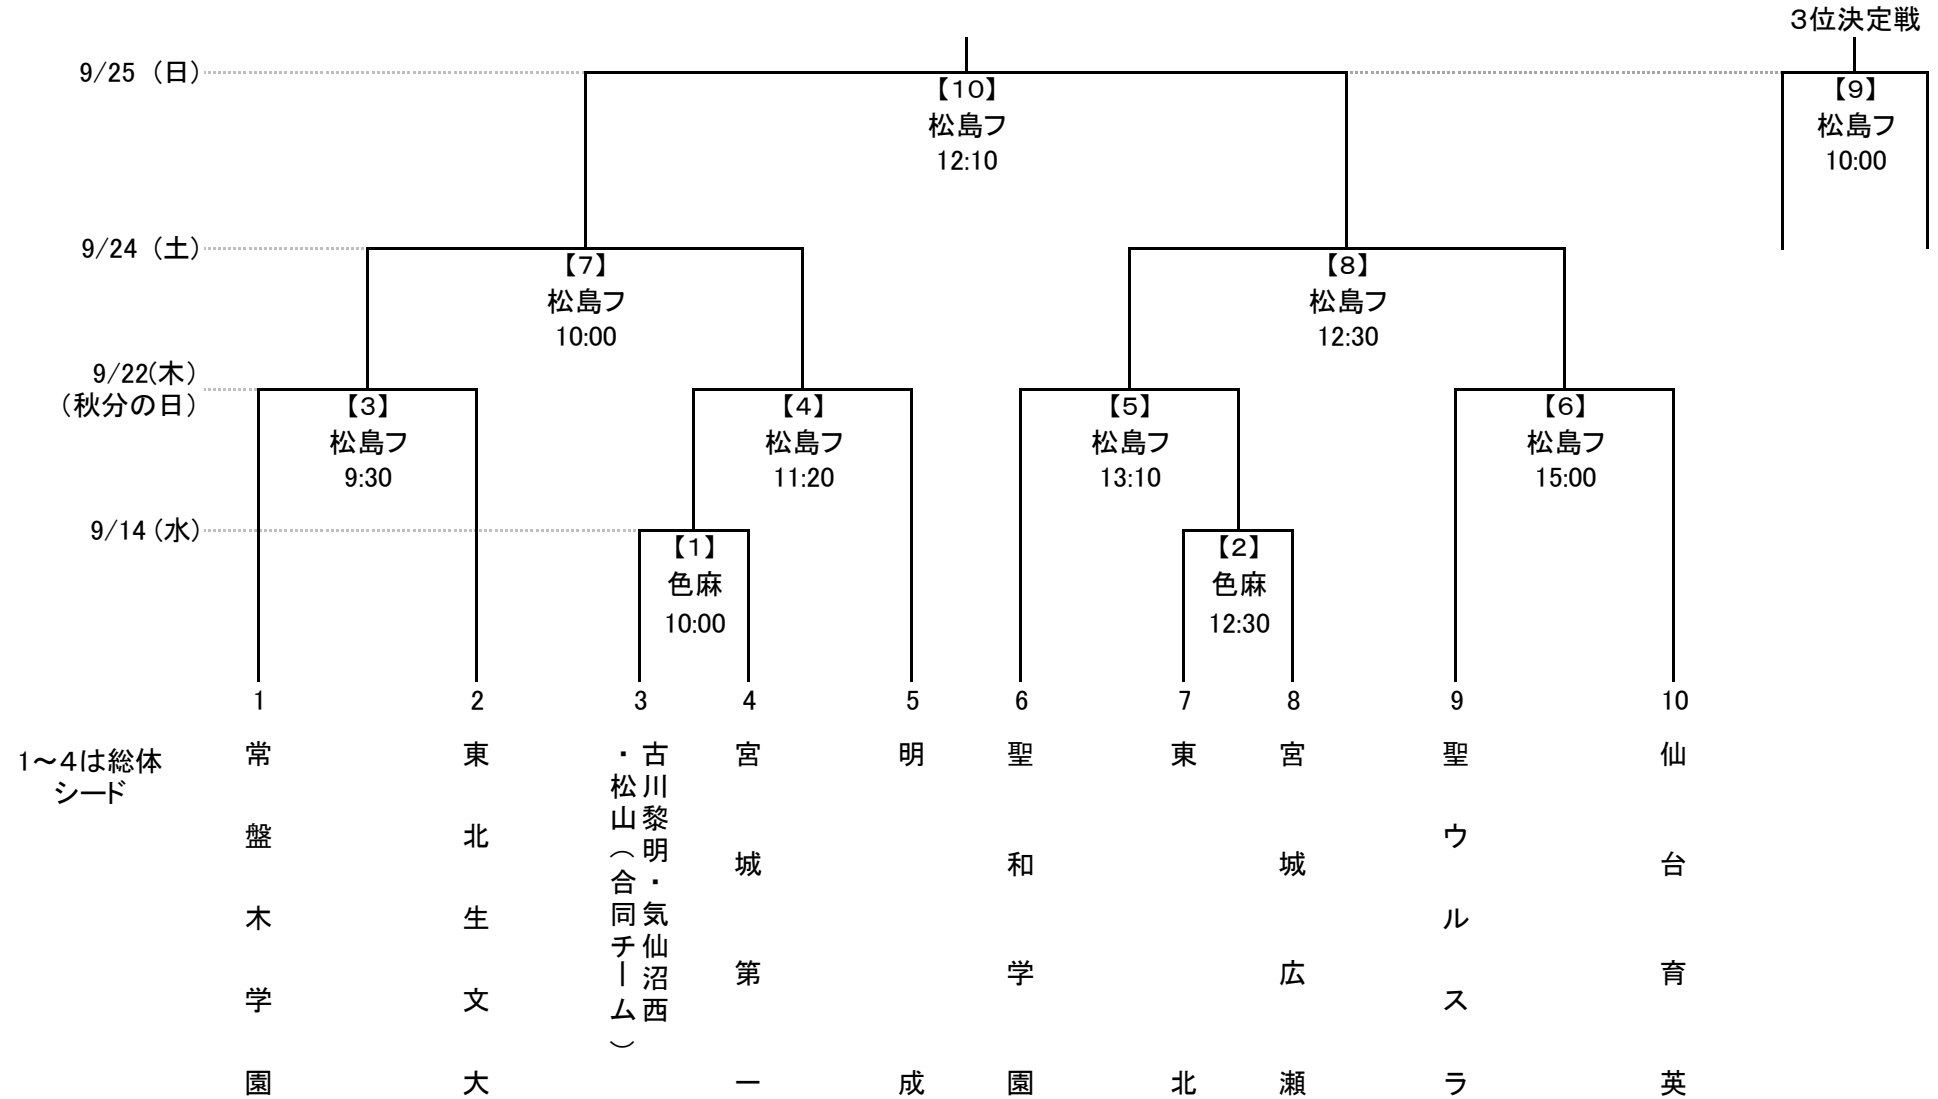 3位決定戦
9/25（日）
【10】
松島フ
12:10
【9】
松島フ
10:00
9/24（土）
【7】
松島フ
10:00
【8】
松島フ
12:30
9/22(木)
（秋分の日）
【3】
松島フ
9:30
【4】
松島フ
11:20
【5】
松島フ
13:10
【6】
松島フ
15:00
9/14（水）
【1】
色麻
10:00
【2】
色麻
12:30
1 2 3 4 5 6 7 8 9 10
1～4は総体
シード
常盤木学園
東北生文大
古川黎明・気仙沼西
・松山（合同チーム）
宮城第一
明成
聖和学園
東北
宮城広瀬
聖ウルスラ
仙台育英